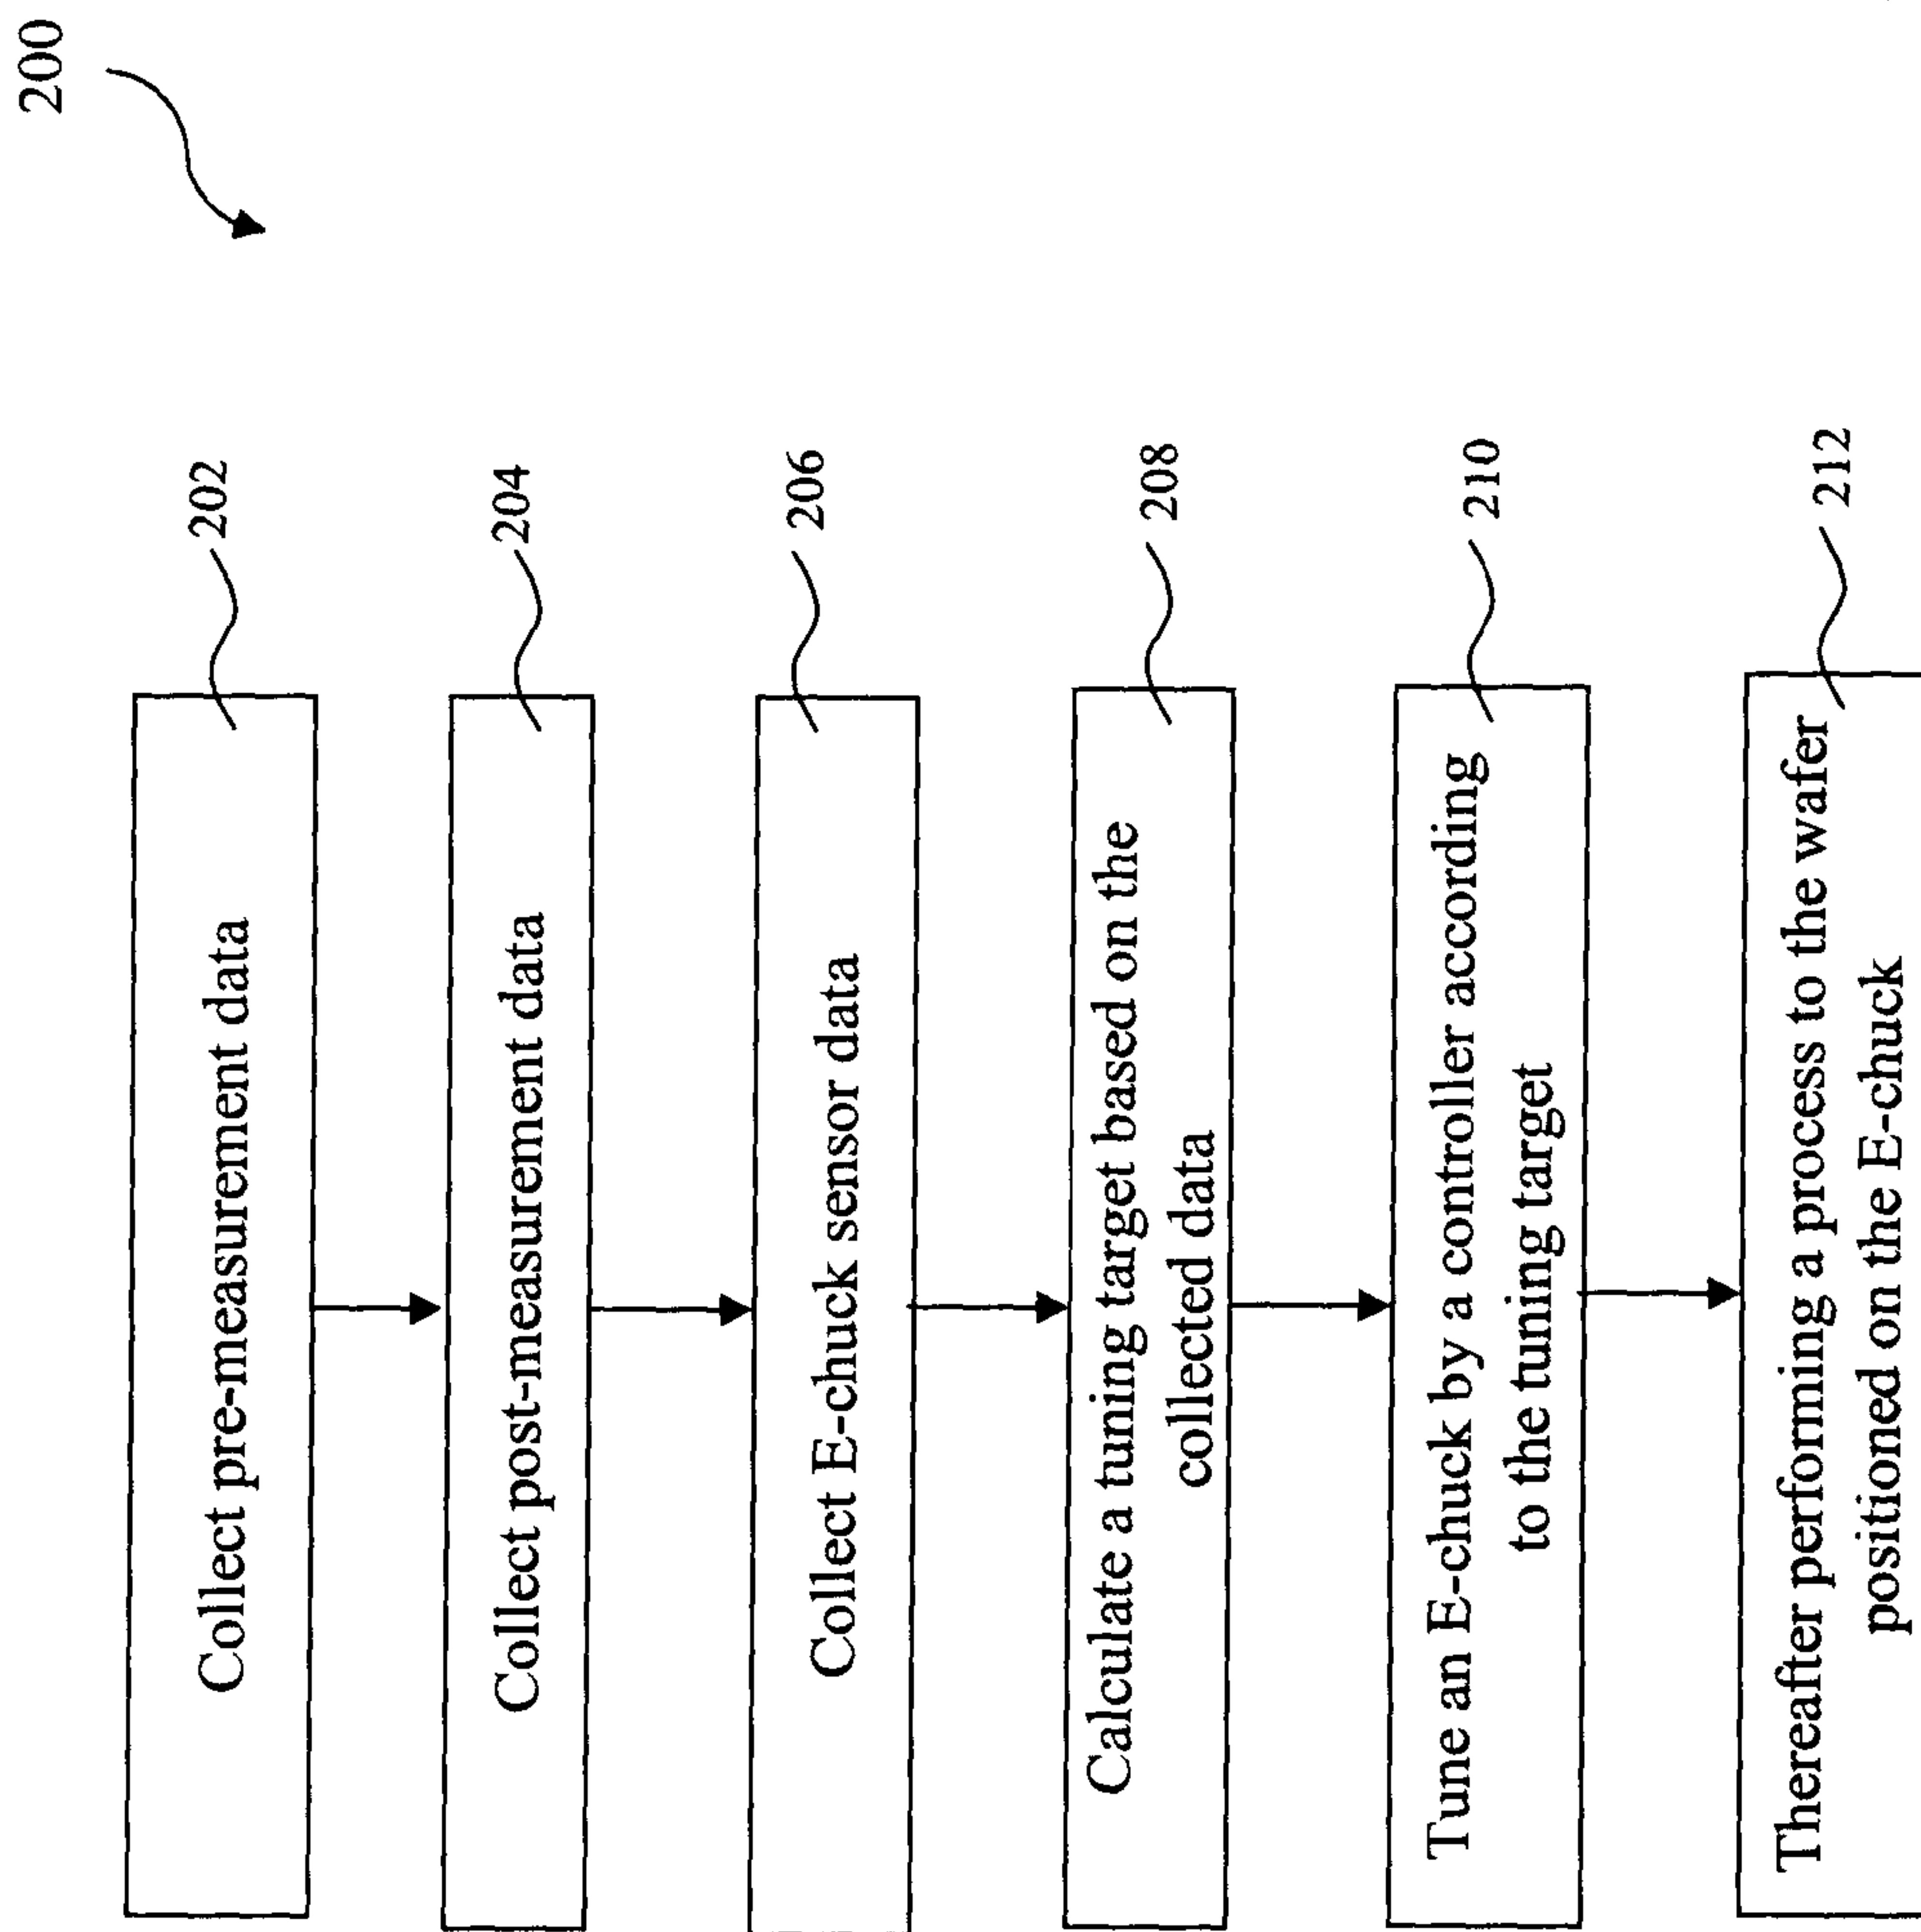 200
Collect pre-measurement data
202
Collect post-measurement data
204
Collect E-chuck sensor data
206
Calculate a tuning target based on the
collected data
208
Tune an E-chuck by a controller according
to the tuning target
210
Thereafter performing a process to the wafer
positioned on the E-chuck
212